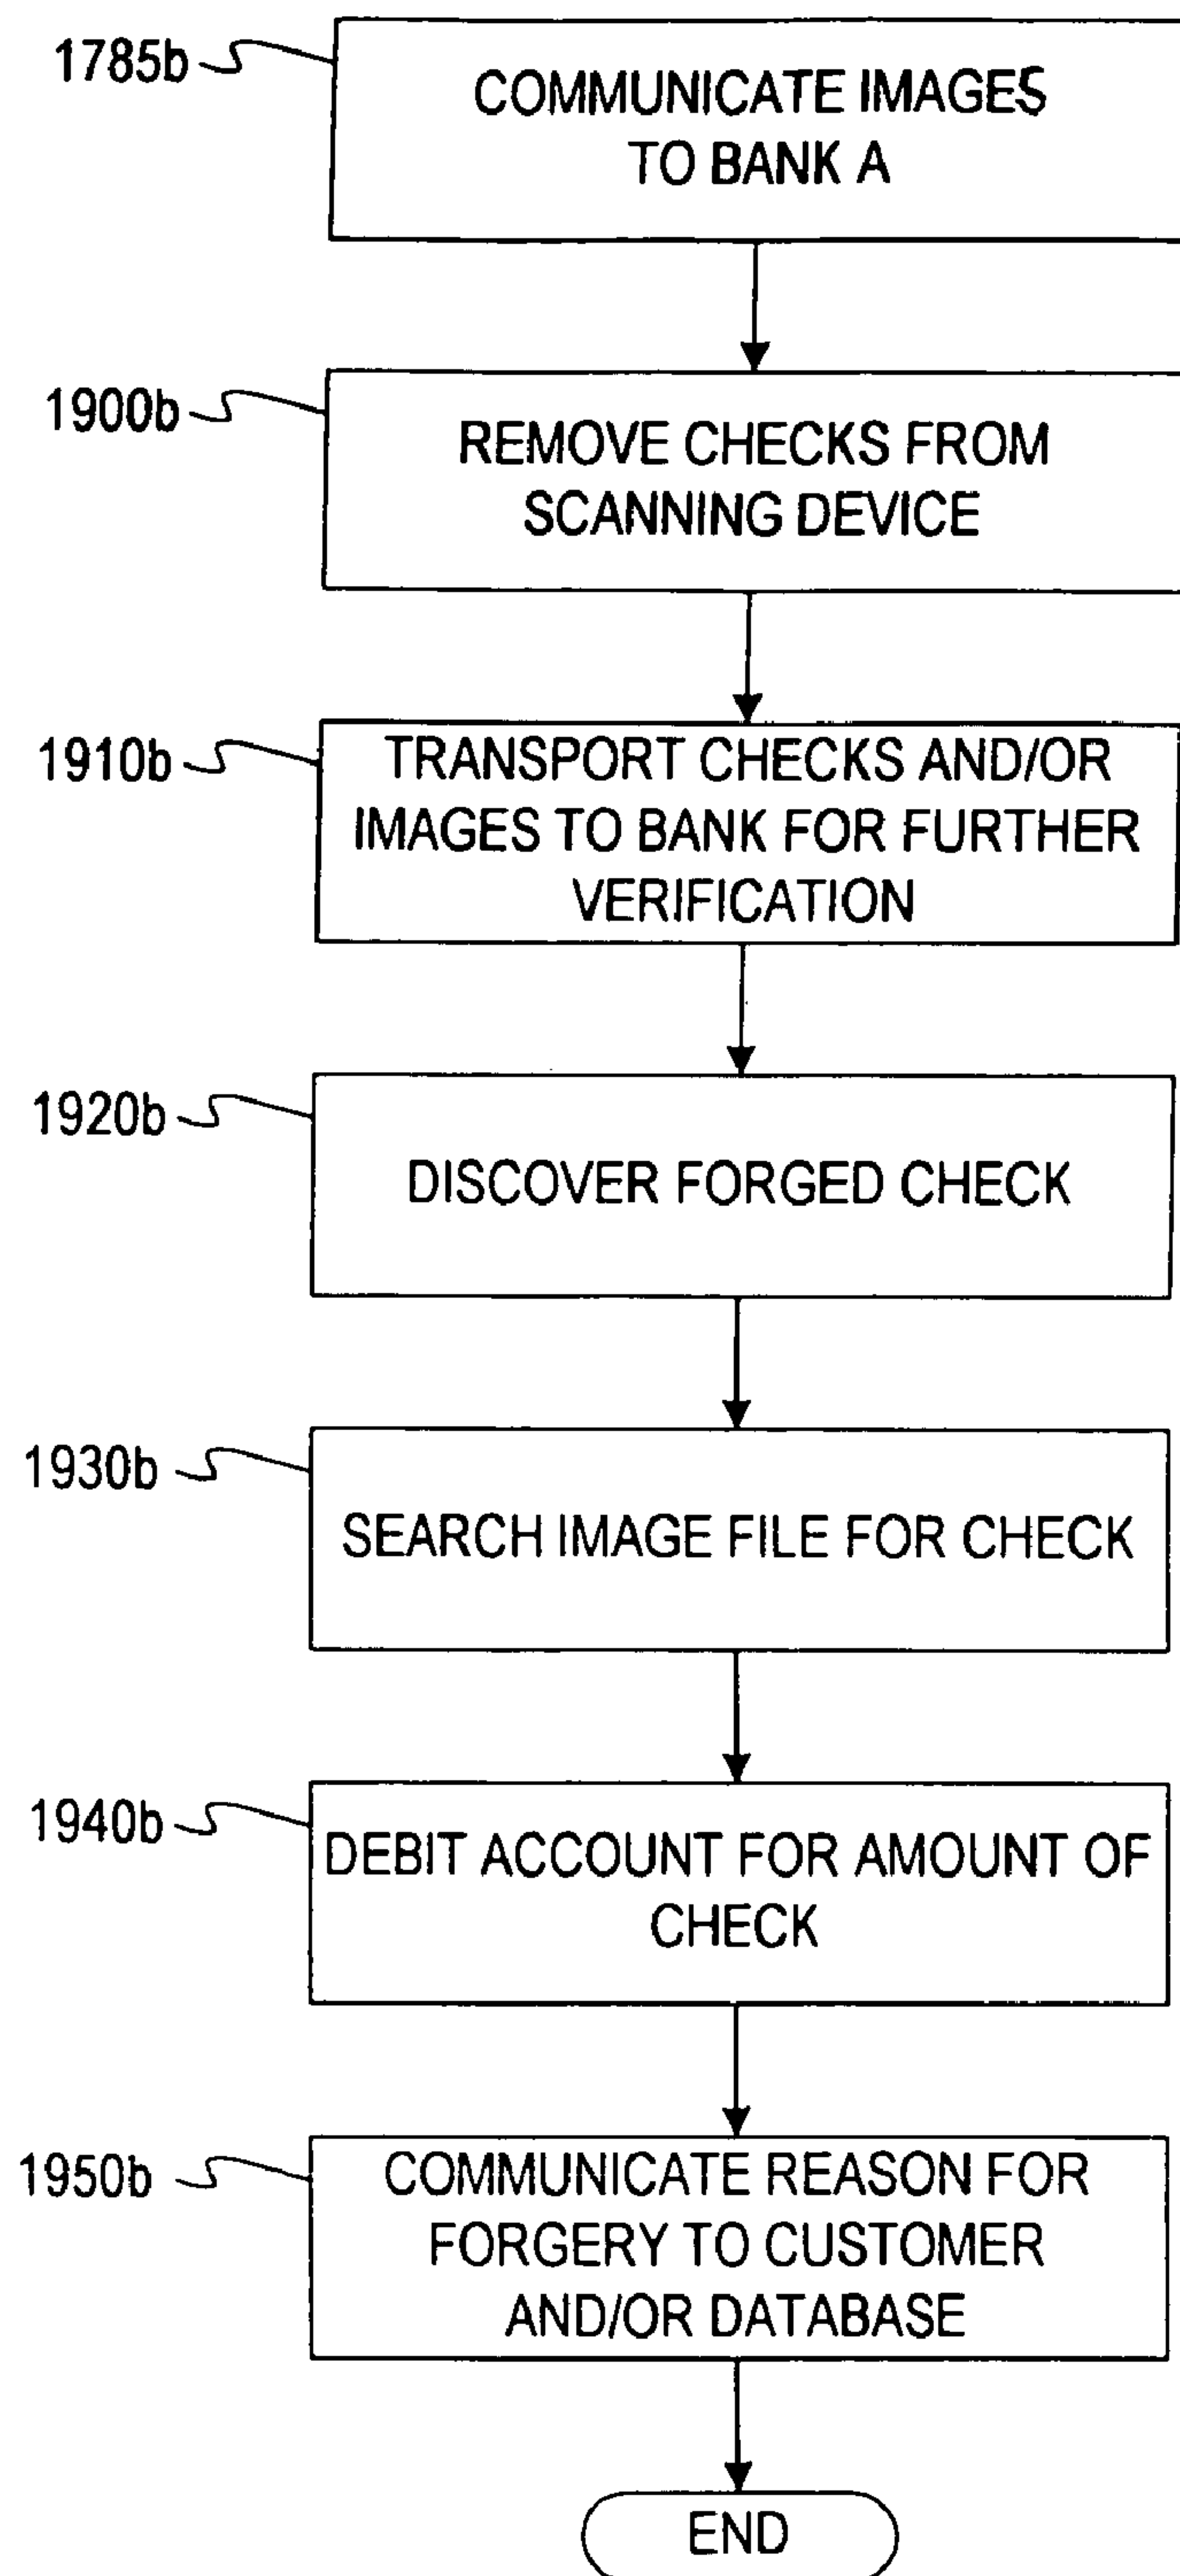 1785b
COMMUNICATE IMAGES
TO BANK A
1900b
REMOVE CHECKS FROM
SCANNING DEVICE
1910b
TRANSPORT CHECKS AND/OR
IMAGES TO BANK FOR FURTHER
VERIFICATION
1920b
DISCOVER FORGED CHECK
1930b
SEARCH IMAGE FILE FOR CHECK
1940b
DEBIT ACCOUNT FOR AMOUNT OF
CHECK
1950b
COMMUNICATE REASON FOR
FORGERY TO CUSTOMER
AND/OR DATABASE
END